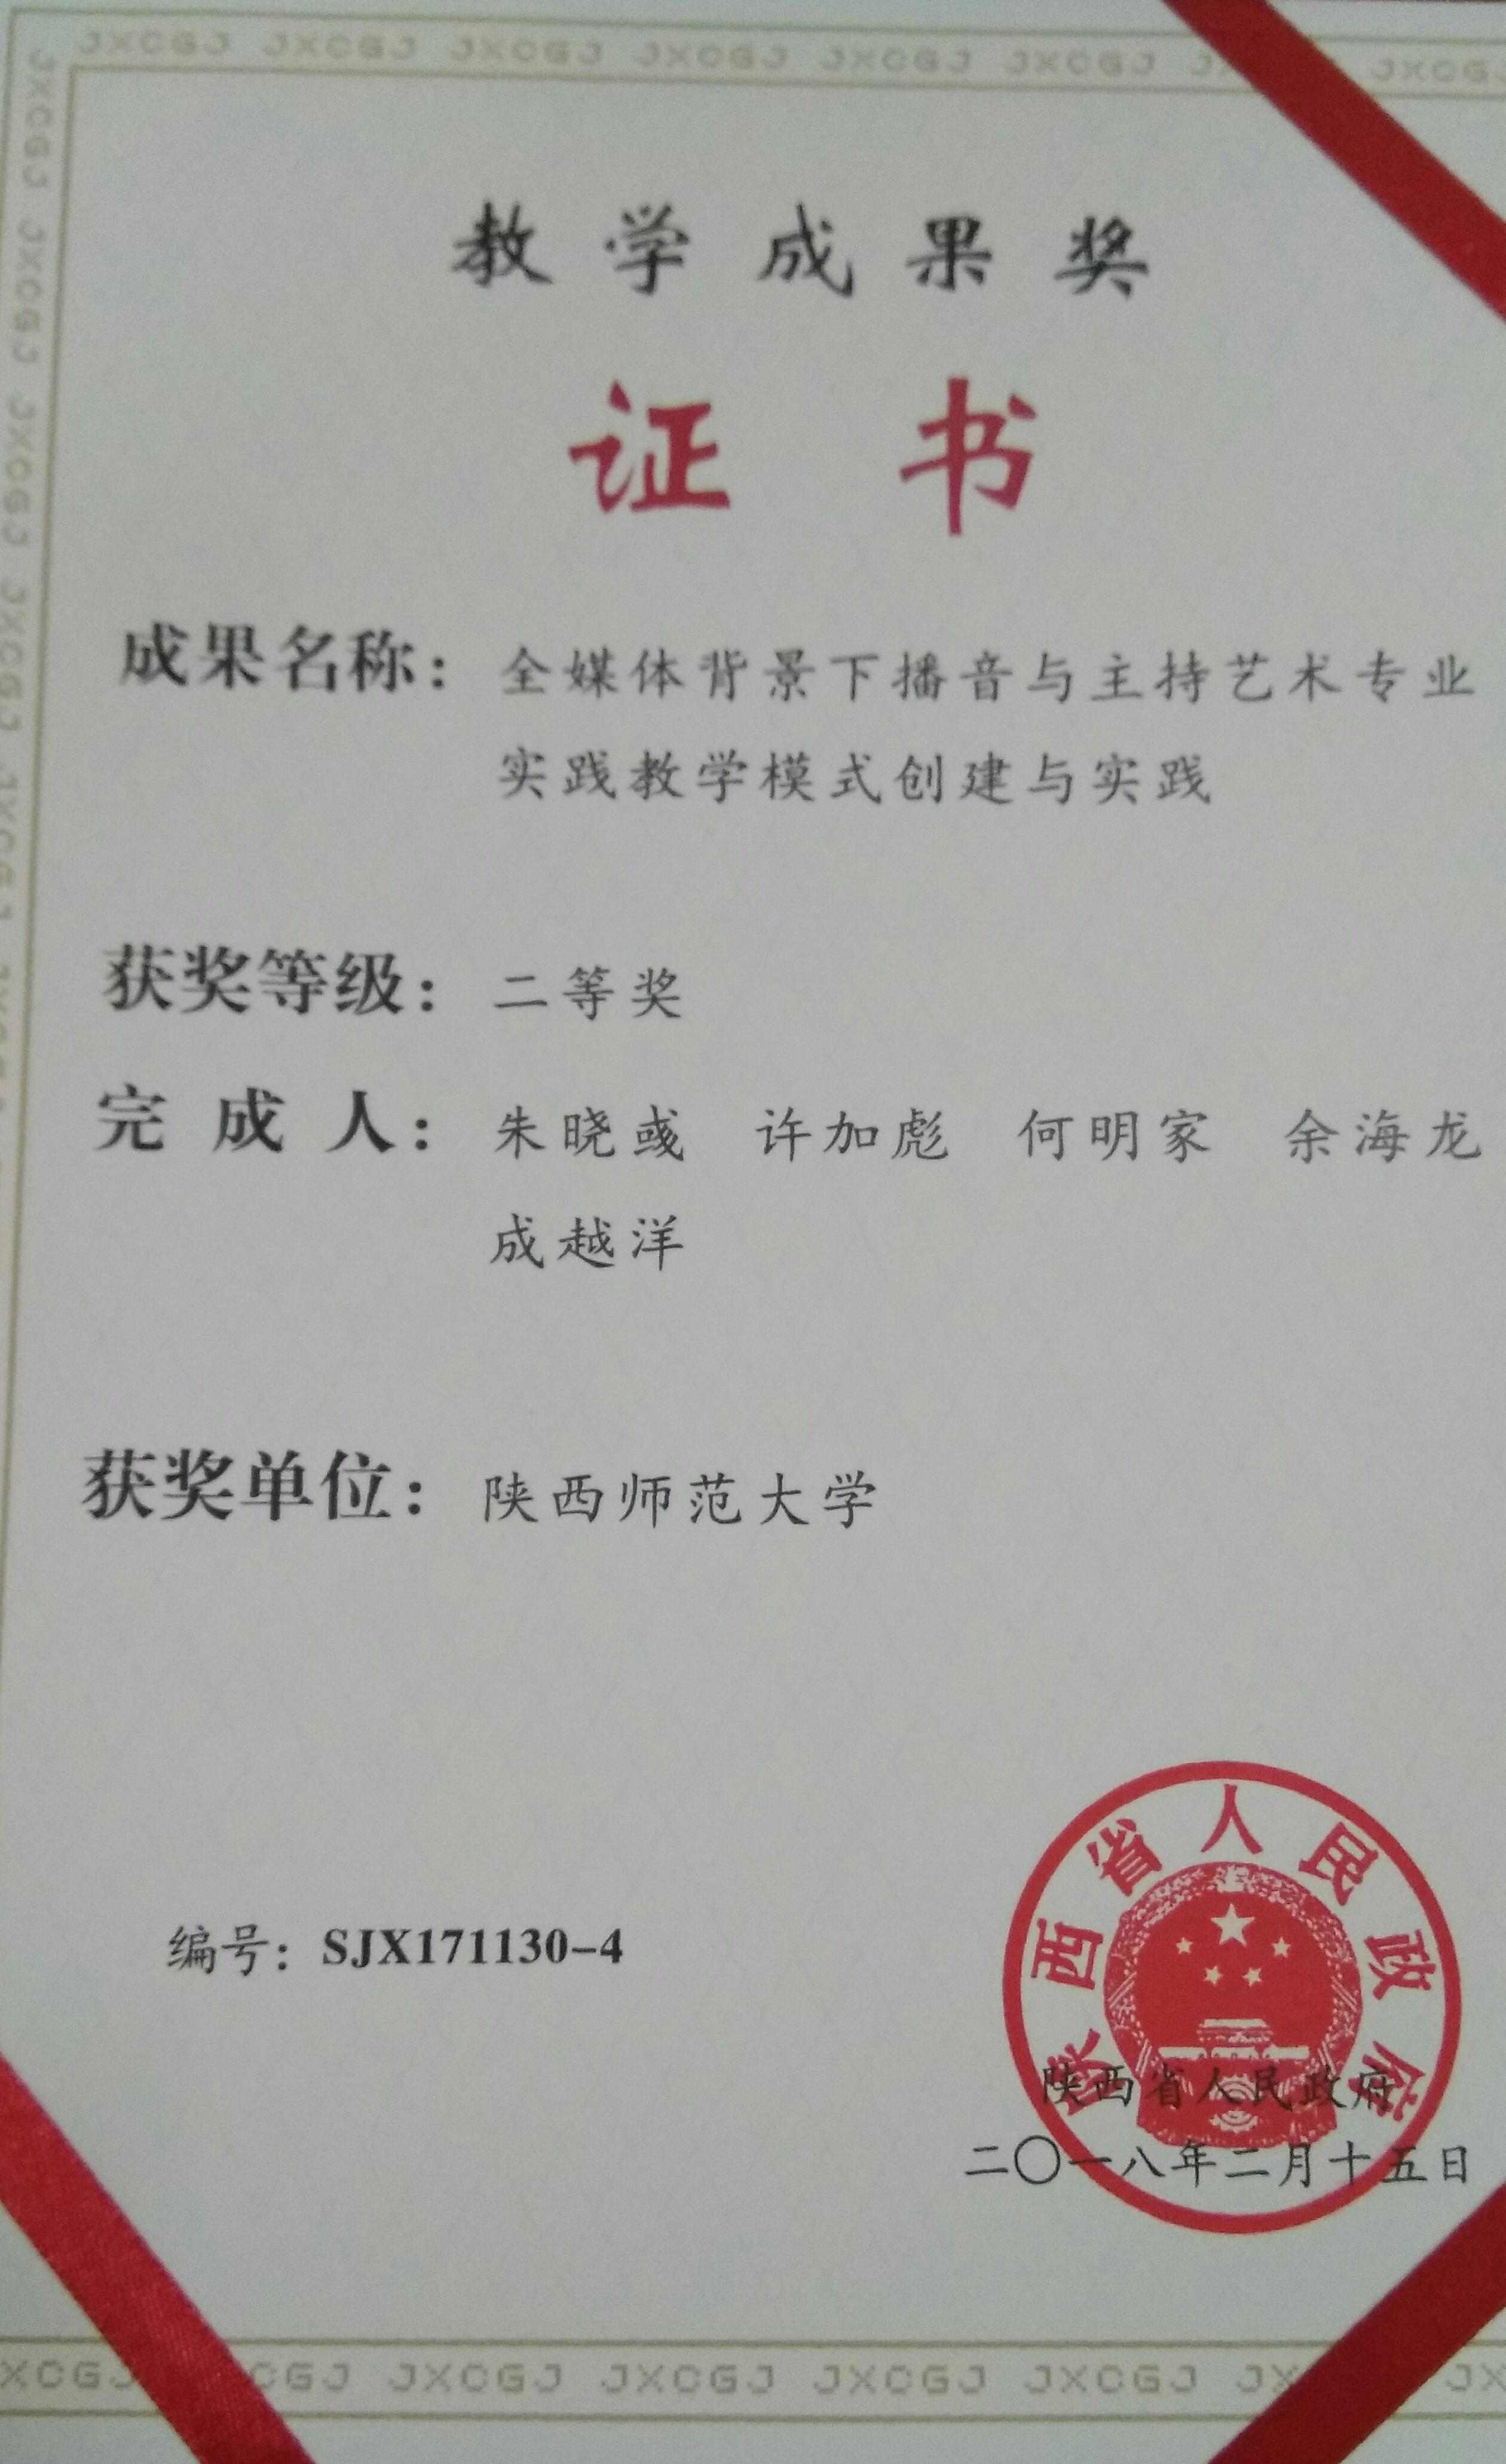 JXCGJ JXCGJ JXCGJ JXCGJ JXCGJ JXCGJ JXCGJ
教学成果奖
证书
成果名称：全媒体背景下播音与主持艺术专业
实践教学模式创建与实践
获奖等级：二等奖
完成人：朱晓彧 许加彪 何明家 余海龙
成越洋
获奖单位：陕西师范大学
编号：SJX171130-4
陕西省人民政府
陕西省人民政府
二〇一八年二月十五日
XCGJ CGJ JXCGJ JXCGJ JXCGJ JXCGJ JX JX